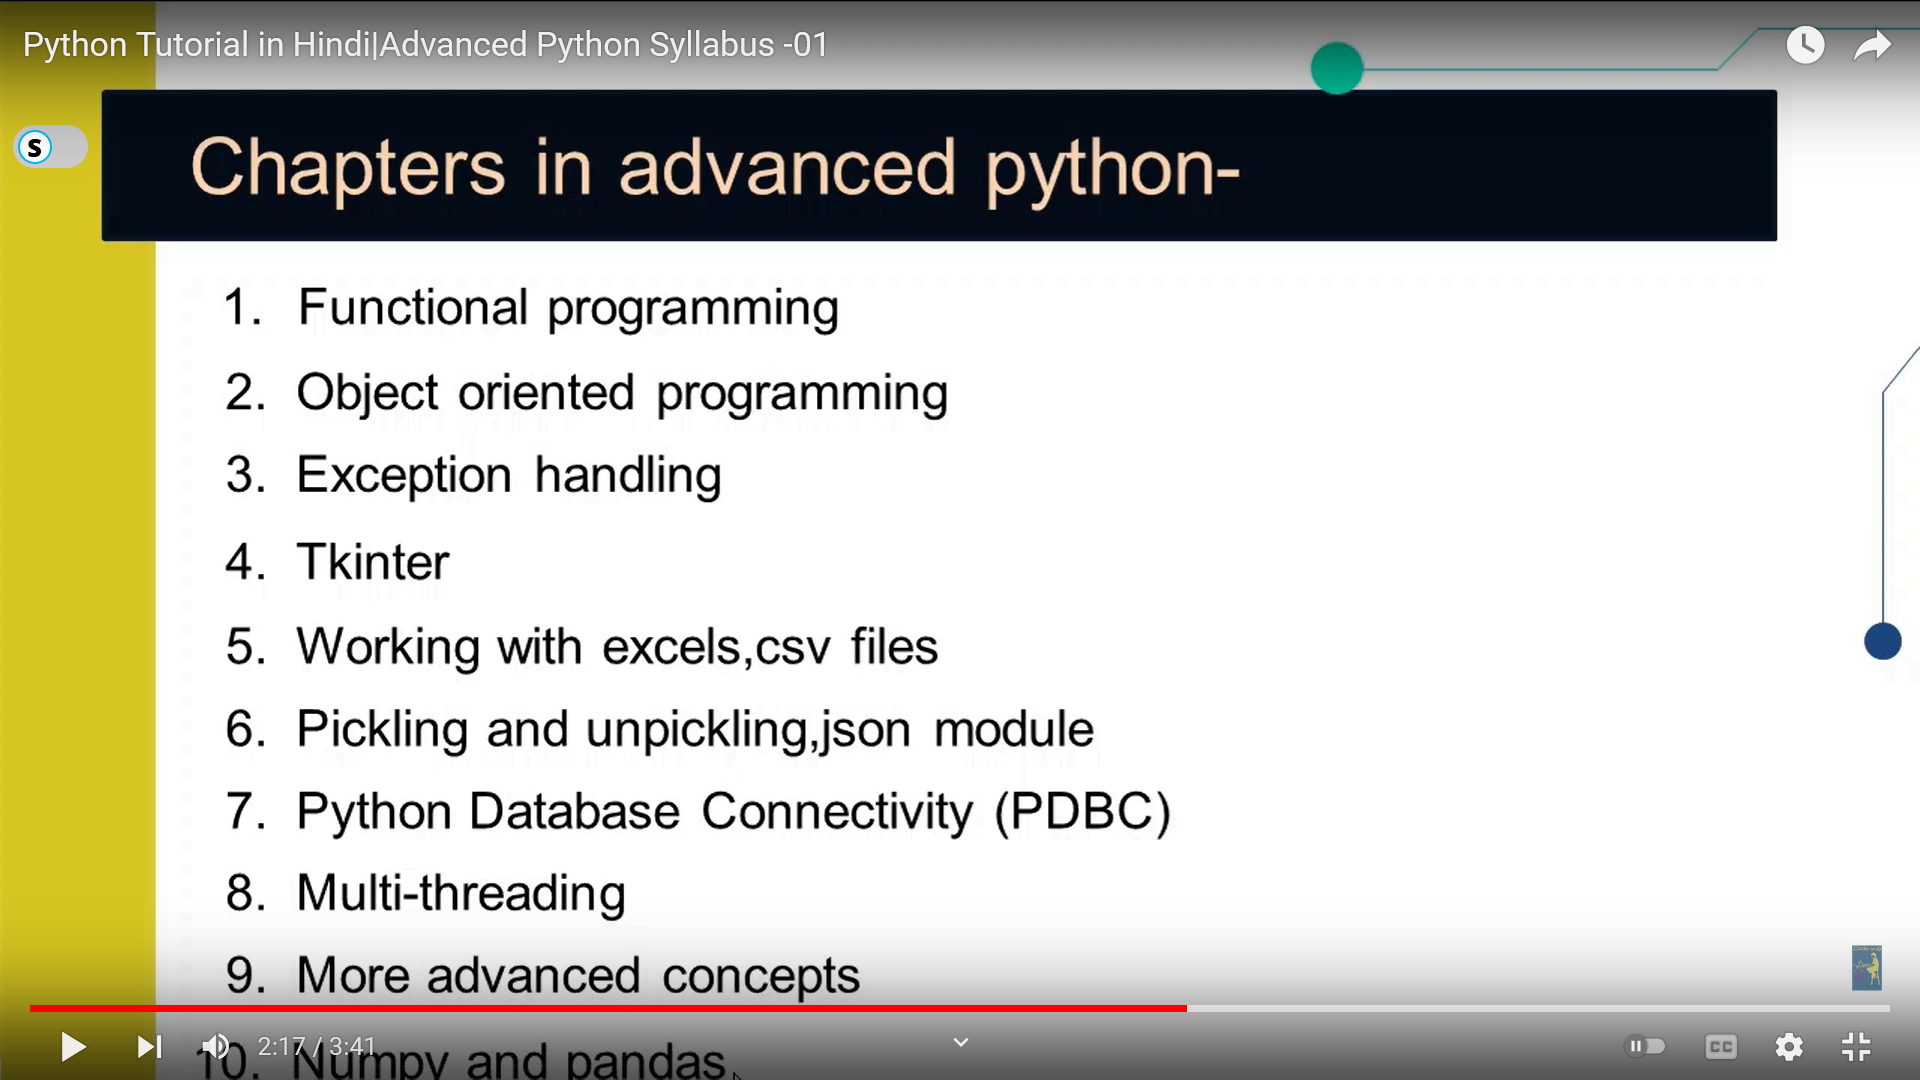 Python Tutorial in Hindi|Advanced Python Syllabus -01
S
Chapters in advanced python-
1. Functional programming
2. Object oriented programming
3. Exception handling
4. Tkinter
5. Working with excels,csv files
6. Pickling and unpickling,json module
7. Python Database Connectivity (PDBC)
8. Multi-threading
9. More advanced concepts
10. Numpy and pandas
2:17 / 3:41
CC